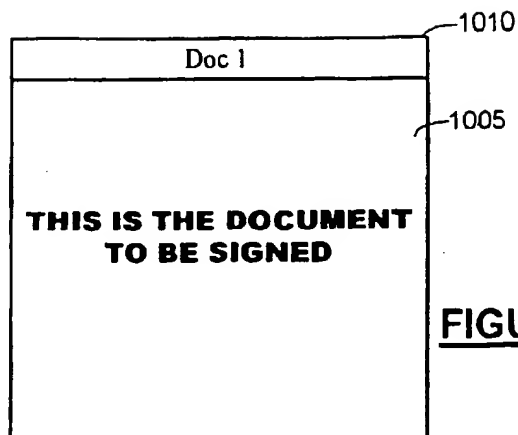 1010
Doc 1
1005
THIS IS THE DOCUMENT
TO BE SIGNED